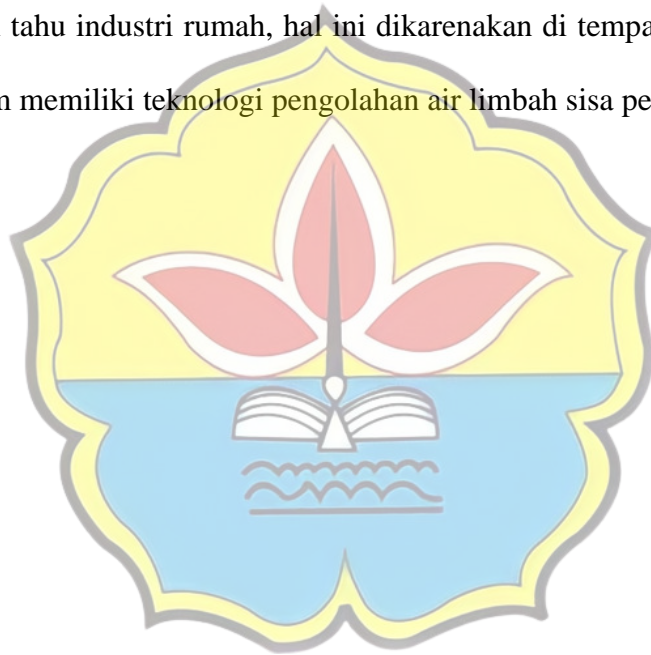 tahu industri rumah, hal ini dikarenakan di tempa
memiliki teknologi pengolahan air limbah sisa pe